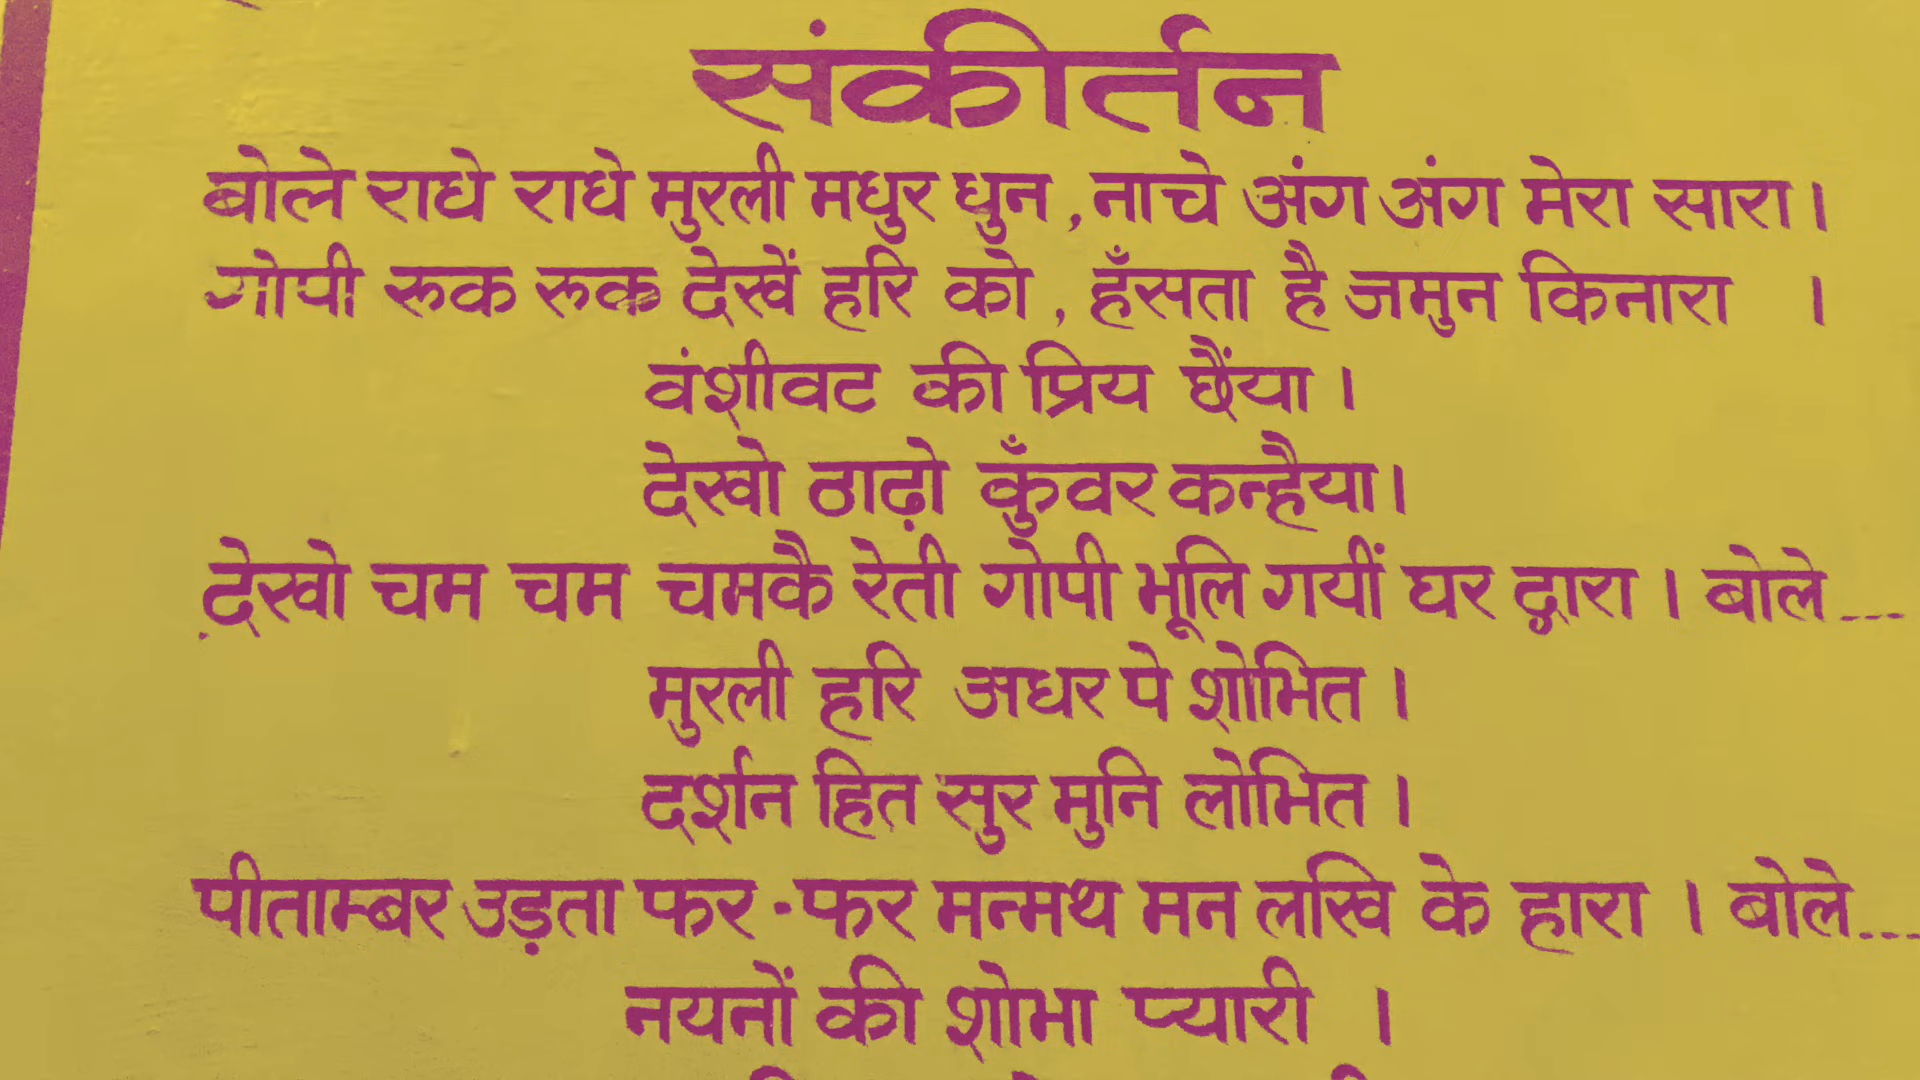 संकीर्तन
बोले राधे राधे मुरली मधुर धुन, नाचे अंग अंग मेरा सारा।
गोपी रूक रूक देखें हरि को, हँसता है जमुन किनारा ।
वंशीवट की प्रिय छैंया।
देखो ठाढ़ो कुँवर कन्हैया।
देखो चम चम चमकै रेती गोपी भूलि गयीं घर द्वारा। बोले----
मुरली हरि अधर पे शोभित।
दर्शन हित सुर मुनि लोभित।
पीताम्बर उड़ता फर-फर मन्मथ मन लखि के हारा । बोले----
नयनों की शोभा प्यारी ।